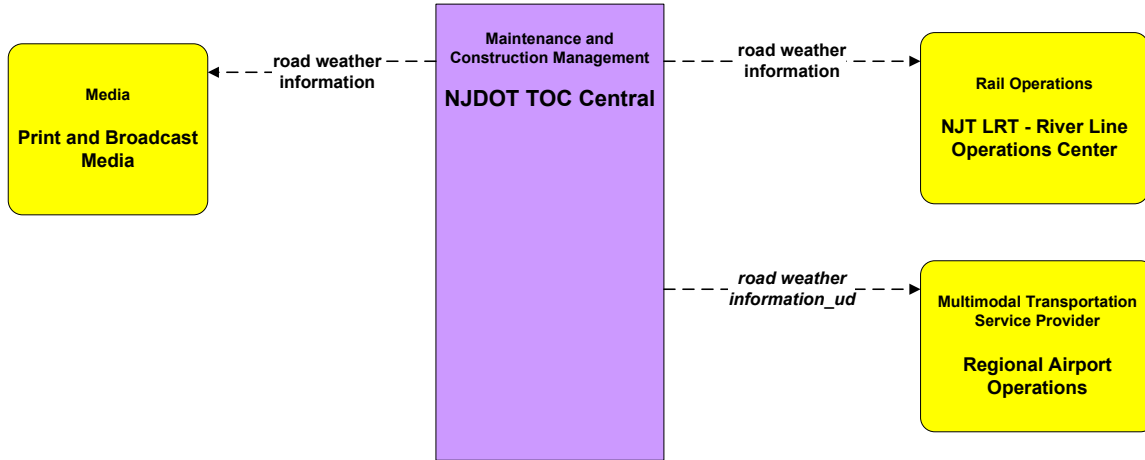 Media
Print and Broadcast
Media
road weather
information
Maintenance and
Construction Management
NJDOT TOC Central
road weather
information
Rail Operations
NJT LRT - River Line
Operations Center
road weather
information_ud
Multimodal Transportation
Service Provider
Regional Airport
Operations